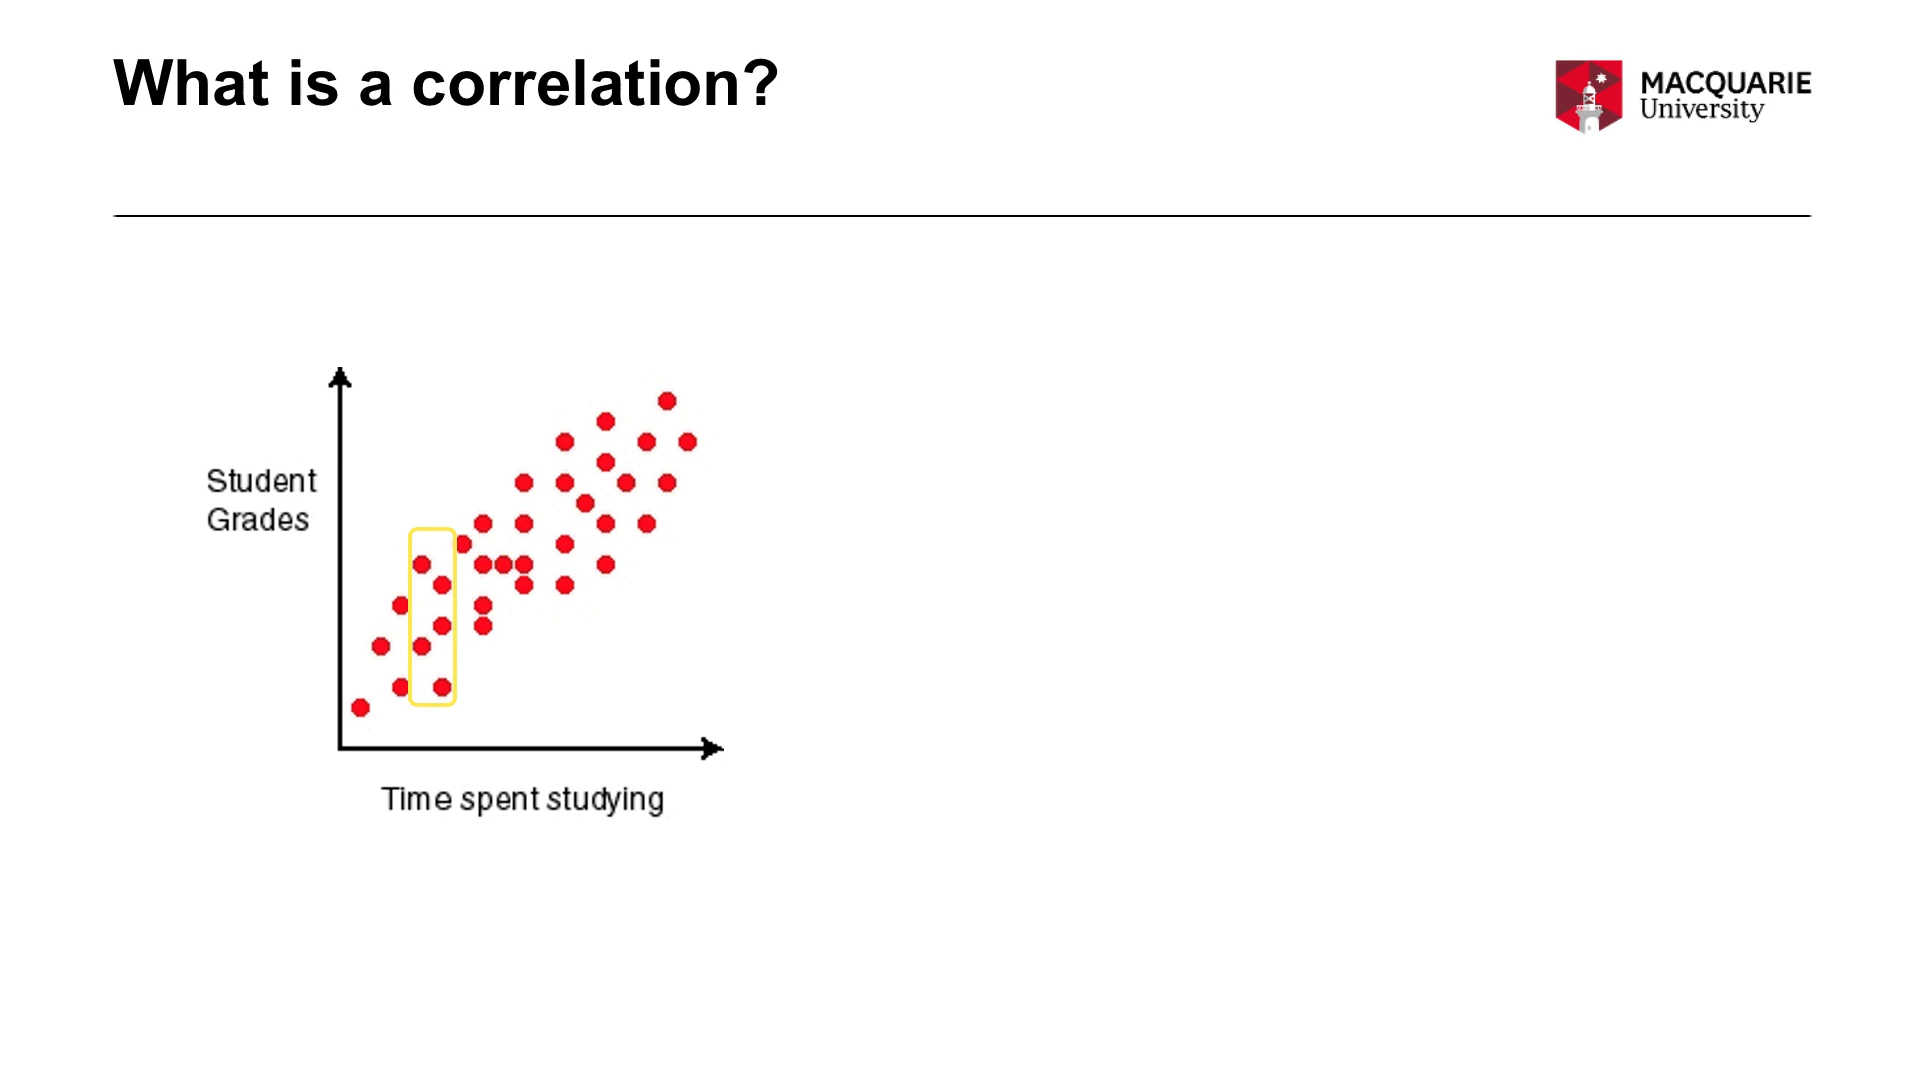 What is a correlation?
MACQUARIE
University
Student
Grades
Time spent studying